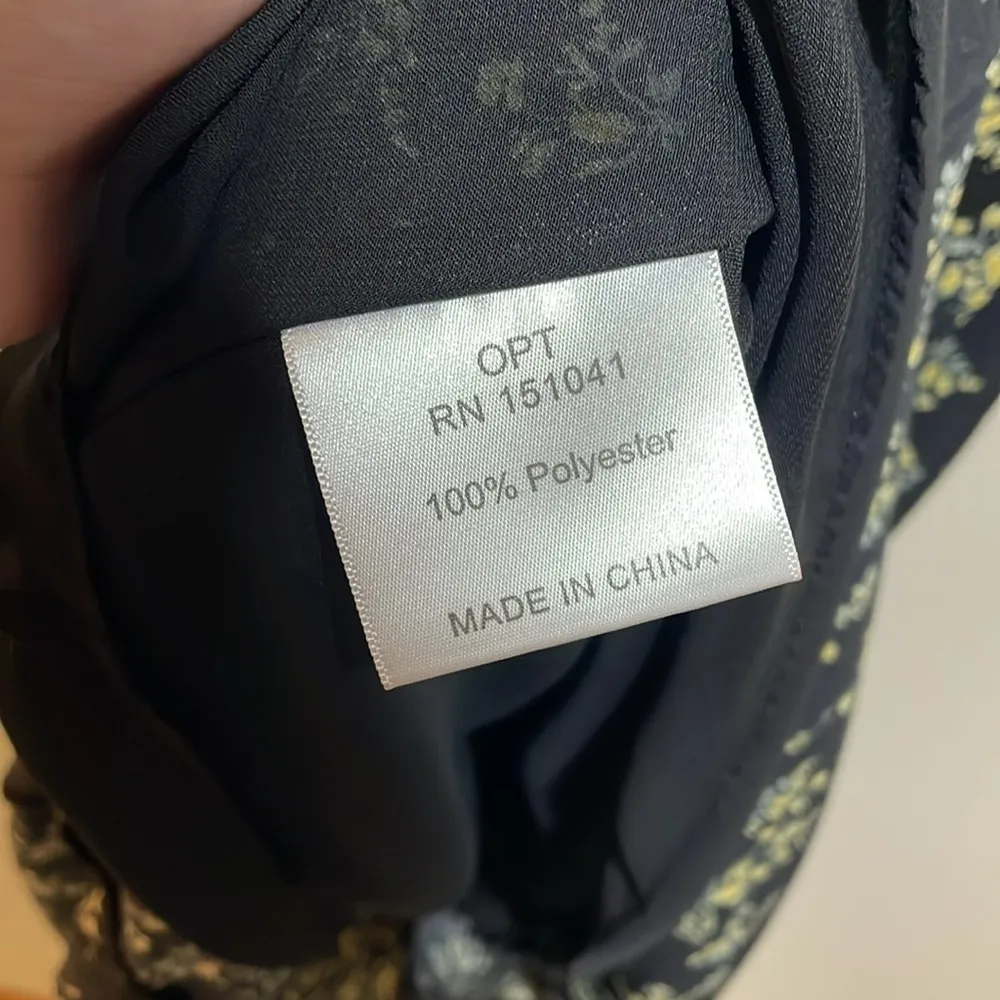 OPT
RN 151041
100% Polyester
MADE IN CHINA